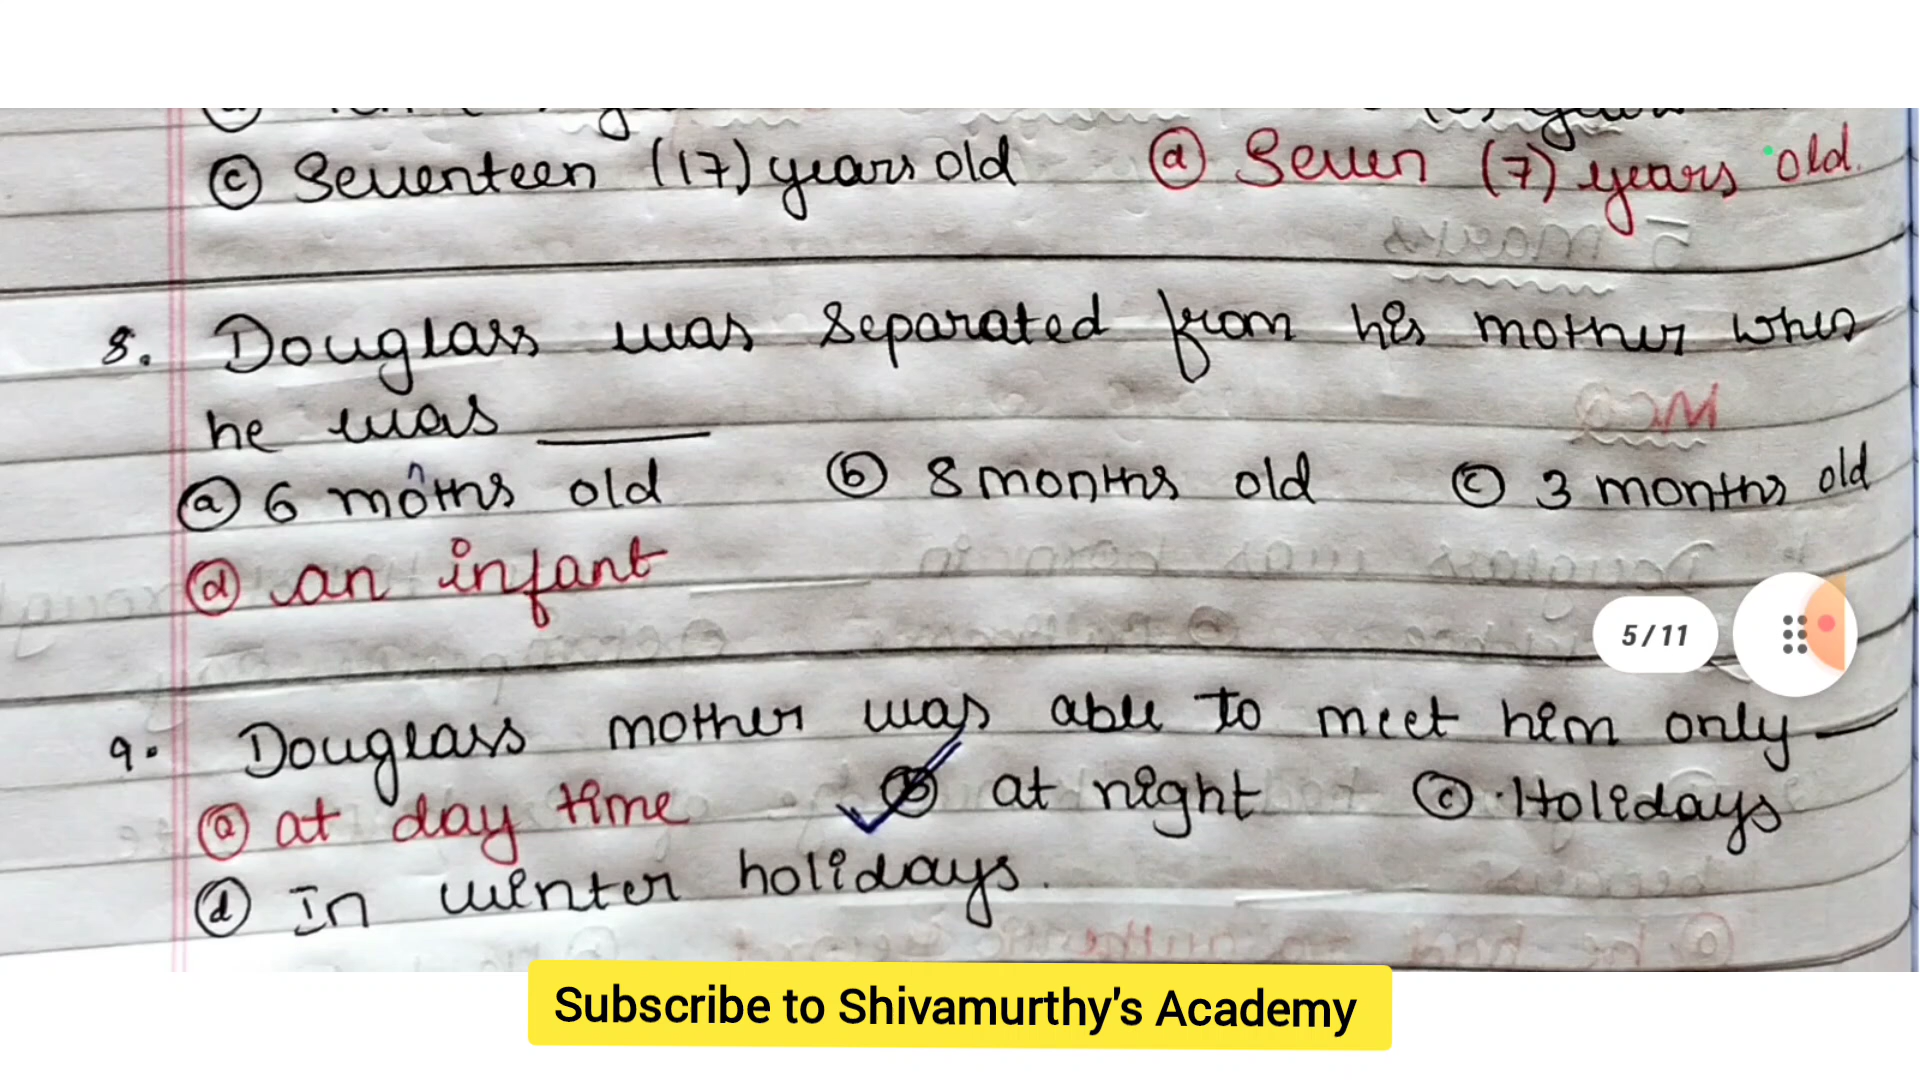 ⓒ Seventeen (17) years old ⓓ Seven (7) years old.
8. Douglass was separated from his mother when
he was ____
ⓐ 6 moths old ⓑ 8 months old ⓒ 3 months old
ⓓ an infant
5/11
9. Douglass mother was able to meet him only —
ⓐ at day time ⓑ at night ⓒ Holidays
ⓓ In winter holidays.
Subscribe to Shivamurthy's Academy